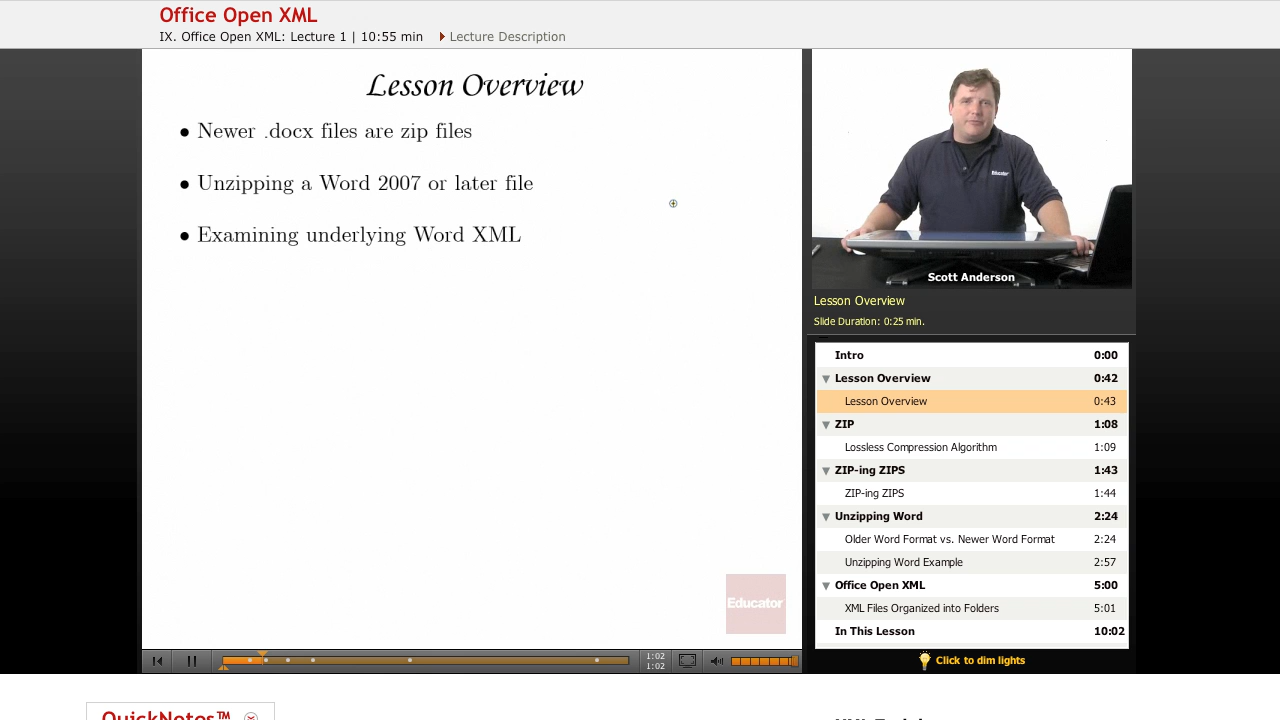 Office Open XML
IX. Office Open XML: Lecture 1 | 10:55 min Lecture Description
Lesson Overview
• Newer .docx files are zip files
• Unzipping a Word 2007 or later file
• Examining underlying Word XML
Educator
Educator
Scott Anderson
Lesson Overview
Slide Duration: 0:25 min.
Intro 0:00
Lesson Overview 0:42
Lesson Overview 0:43
ZIP 1:08
Lossless Compression Algorithm 1:09
ZIP-ing ZIPS 1:43
ZIP-ing ZIPS 1:44
Unzipping Word 2:24
Older Word Format vs. Newer Word Format 2:24
Unzipping Word Example 2:57
Office Open XML 5:00
XML Files Organized into Folders 5:01
In This Lesson 10:02
1:02
1:02
Click to dim lights
QuickNotes™